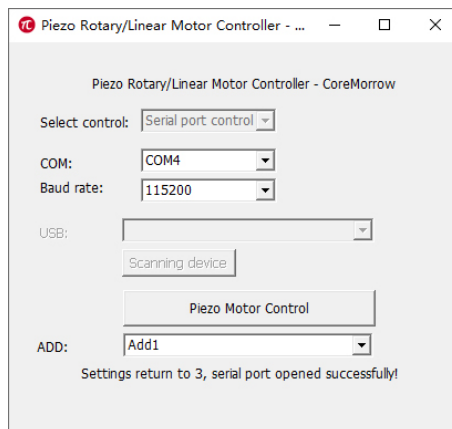 Piezo Rotary/Linear Motor Controller - ...
Piezo Rotary/Linear Motor Controller - CoreMorrow
Select control: Serial port control
COM: COM4
Baud rate: 115200
USB:
Scanning device
Piezo Motor Control
ADD: Add1
Settings return to 3, serial port opened successfully!